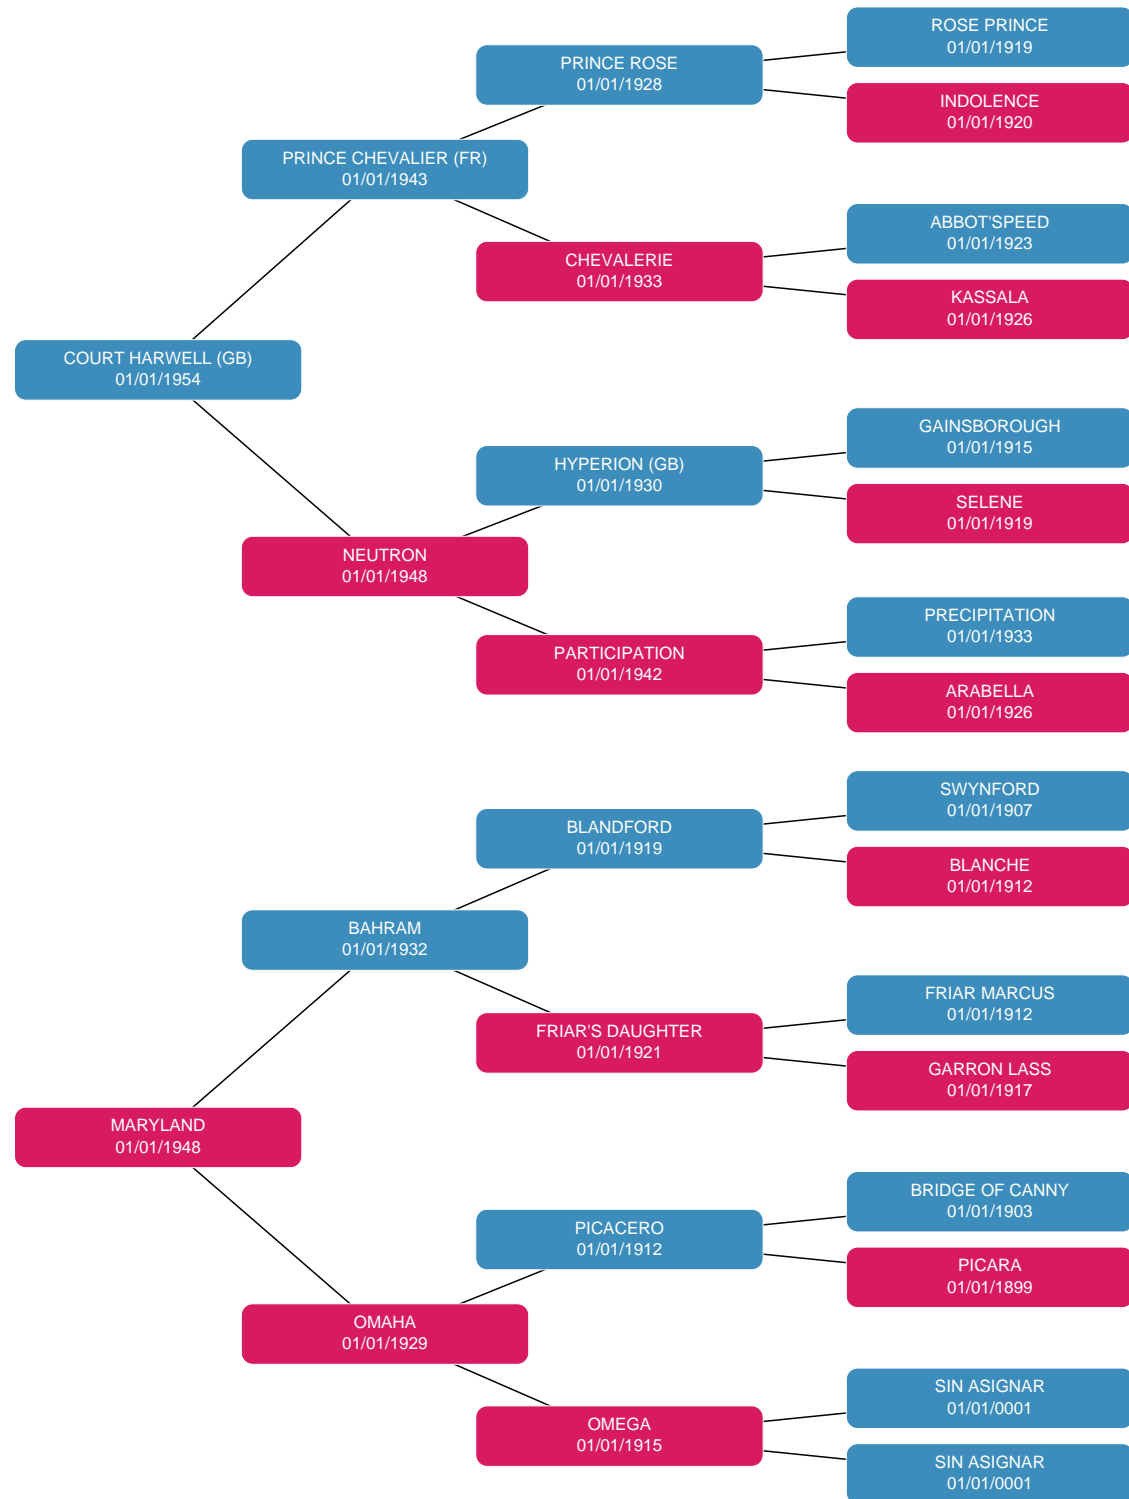 ROSE PRINCE
01/01/1919
PRINCE ROSE
01/01/1928
INDOLENCE
01/01/1920
PRINCE CHEVALIER (FR)
01/01/1943
ABBOT'SPEED
01/01/1923
CHEVALERIE
01/01/1933
KASSALA
01/01/1926
COURT HARWELL (GB)
01/01/1954
GAINSBOROUGH
01/01/1915
HYPERION (GB)
01/01/1930
SELENE
01/01/1919
NEUTRON
01/01/1948
PRECIPITATION
01/01/1933
PARTICIPATION
01/01/1942
ARABELLA
01/01/1926
SWYNFORD
01/01/1907
BLANDFORD
01/01/1919
BLANCHE
01/01/1912
BAHRAM
01/01/1932
FRIAR MARCUS
01/01/1912
FRIAR'S DAUGHTER
01/01/1921
GARRON LASS
01/01/1917
MARYLAND
01/01/1948
BRIDGE OF CANNY
01/01/1903
PICACERO
01/01/1912
PICARA
01/01/1899
OMAHA
01/01/1929
SIN ASIGNAR
01/01/0001
OMEGA
01/01/1915
SIN ASIGNAR
01/01/0001